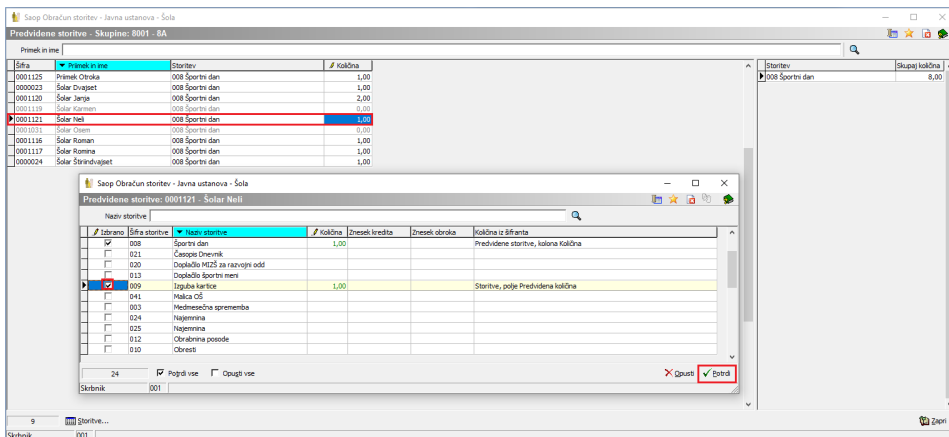 Saop Obračun storitev - Javna ustanova - Šola
Predvidene storitve - Skupine: 8001 - 8A
Primek in ime
Šifra Primek in ime Storitev Količina
0001125 Priimek Otroka 008 Športni dan 1,00
0000023 Šolar Dvajset 008 Športni dan 1,00
0001120 Šolar Janja 008 Športni dan 2,00
0001119 Šolar Karmen 008 Športni dan 0,00
0001121 Šolar Neli 008 Športni dan 1,00
0001031 Šolar Osem 008 Športni dan 0,00
0001116 Šolar Roman 008 Športni dan 1,00
0001117 Šolar Romina 008 Športni dan 1,00
0000024 Šolar Štiriindvajset 008 Športni dan 1,00
Storitev Skupaj količina
008 Športni dan 8,00
Saop Obračun storitev - Javna ustanova - Šola
Predvidene storitve: 0001121 - Šolar Neli
Naziv storitve
Izbrano Šifra storitve Naziv storitve Količina Znesek kredita Znesek obroka Količina iz šifranta
008 Športni dan 1,00 Predvidene storitve, kolona Količina
021 Časopis Dnevnik
020 Doplačilo MIZŠ za razvojni odd
013 Doplačilo športni meni
009 Izguba kartice 1,00 Storitve, polje Predvidena količina
041 Malica OŠ
003 Medmesečna sprememba
024 Najemnina
025 Najemnina
012 Obrabnina posode
010 Obresti
24 Potrdi vse Opusti vse Opusti Potrdi
Skrbnik 001
9 Storitve... Zapri
Skrbnik 001